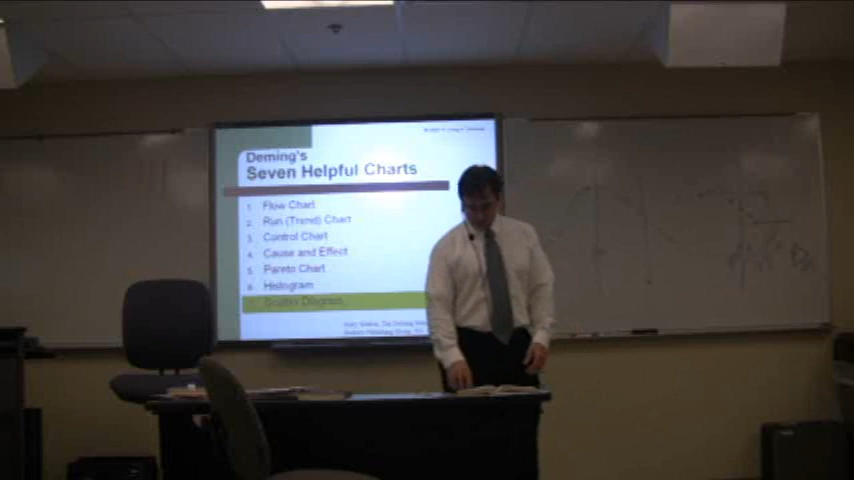 Deming's
Seven Helpful Charts
1. Flow Chart
2. Run (Trend) Chart
3. Control Chart
4. Cause and Effect
5. Pareto Chart
6. Histogram
7. Scatter Diagram